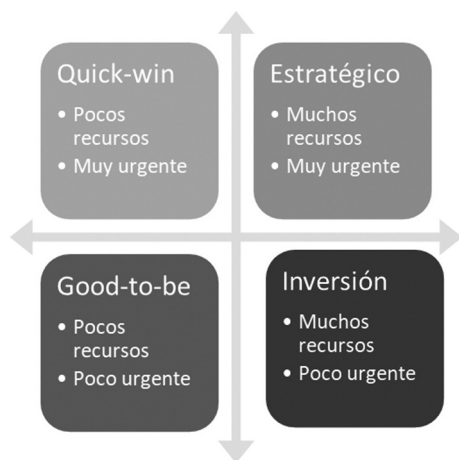 Quick-win
• Pocos
recursos
• Muy urgente
Estratégico
• Muchos
recursos
• Muy urgente
Good-to-be
• Pocos
recursos
• Poco urgente
Inversión
• Muchos
recursos
• Poco urgente